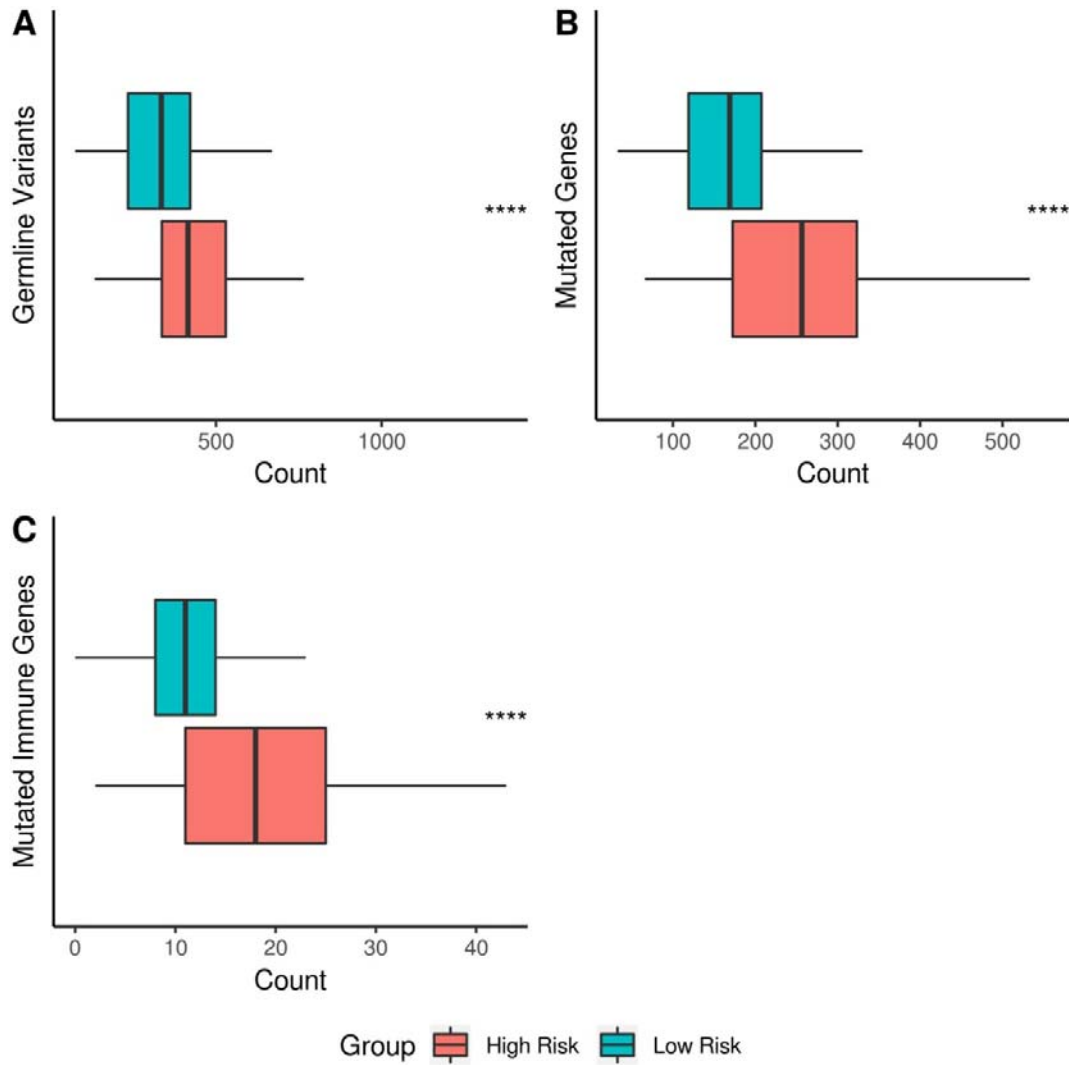 A
Germline Variants
****
500 1000
Count
B
Mutated Genes
****
100 200 300 400 500
Count
C
Mutated Immune Genes
****
0 10 20 30 40
Count
Group High Risk Low Risk